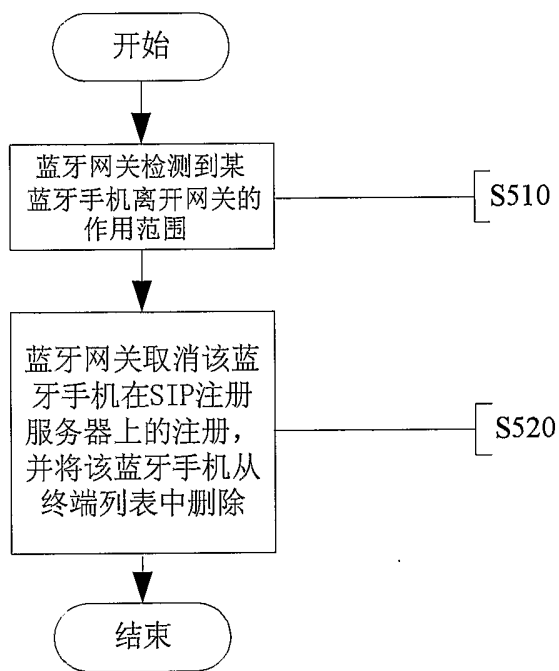 开始
蓝牙网关检测到某
蓝牙手机离开网关的
作用范围
S510
蓝牙网关取消该蓝
牙手机在SIP注册
服务器上的注册,
并将该蓝牙手机从
终端列表中删除
S520
结束